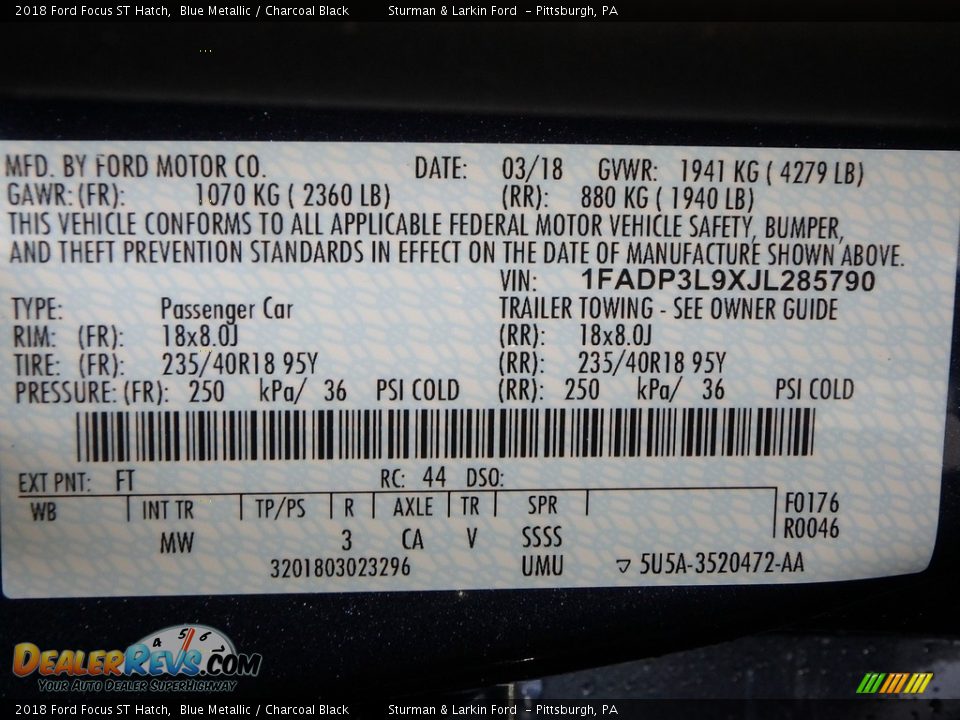 2018 Ford Focus ST Hatch,  Blue Metallic / Charcoal Black   Sturman & Larkin Ford  - Pittsburgh, PA
MFD. BY FORD MOTOR CO.   DATE:   03/18   GVWR:   1941 KG ( 4279 LB)
GAWR: (FR):   1070 KG ( 2360 LB)   (RR):   880 KG ( 1940 LB)
THIS VEHICLE CONFORMS TO ALL APPLICABLE FEDERAL MOTOR VEHICLE SAFETY, BUMPER,
AND THEFT PREVENTION STANDARDS IN EFFECT ON THE DATE OF MANUFACTURE SHOWN ABOVE.
VIN:   1FADP3L9XJL285790
TYPE:   Passenger Car   TRAILER TOWING - SEE OWNER GUIDE
RIM:   (FR):   18x8.0J   (RR):   18x8.0J
TIRE:   (FR):   235/40R18 95Y   (RR):   235/40R18 95Y
PRESSURE: (FR):   250   kPa/   36   PSI COLD   (RR):   250   kPa/   36   PSI COLD
EXT PNT:   FT   RC:   44   DSO:
WB   INT TR   TP/PS   R   AXLE   TR   SPR   F0176
R0046
MW   3   CA   V   SSSS
3201803023296   UMU   ▽ 5U5A-3520472-AA
4 5 6
DEALERREVS.COM
YOUR AUTO DEALER SUPERHIGHWAY
2018 Ford Focus ST Hatch,  Blue Metallic / Charcoal Black   Sturman & Larkin Ford  - Pittsburgh, PA